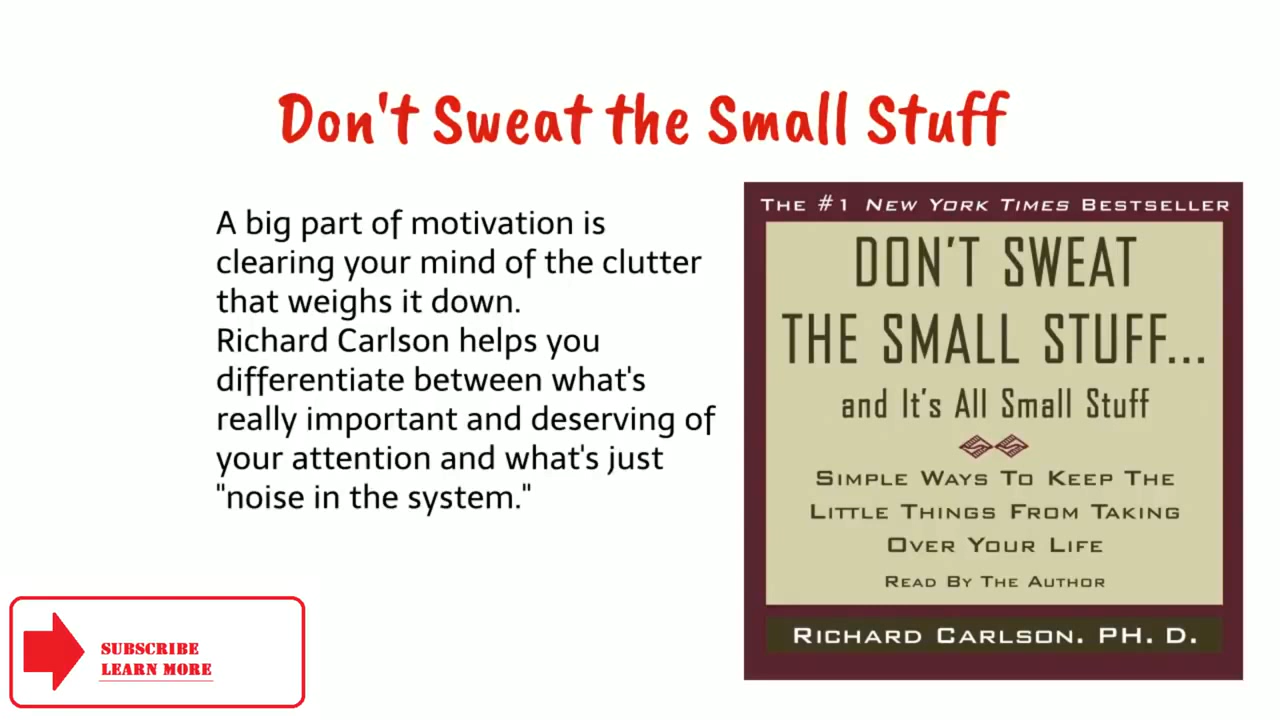 Don't Sweat the Small Stuff
A big part of motivation is
clearing your mind of the clutter
that weighs it down.
Richard Carlson helps you
differentiate between what's
really important and deserving of
your attention and what's just
"noise in the system."
THE #1 NEW YORK TIMES BESTSELLER
DON'T SWEAT
THE SMALL STUFF...
and It's All Small Stuff
SIMPLE WAYS TO KEEP THE
LITTLE THINGS FROM TAKING
OVER YOUR LIFE
READ BY THE AUTHOR
RICHARD CARLSON. PH. D.
SUBSCRIBE
LEARN MORE